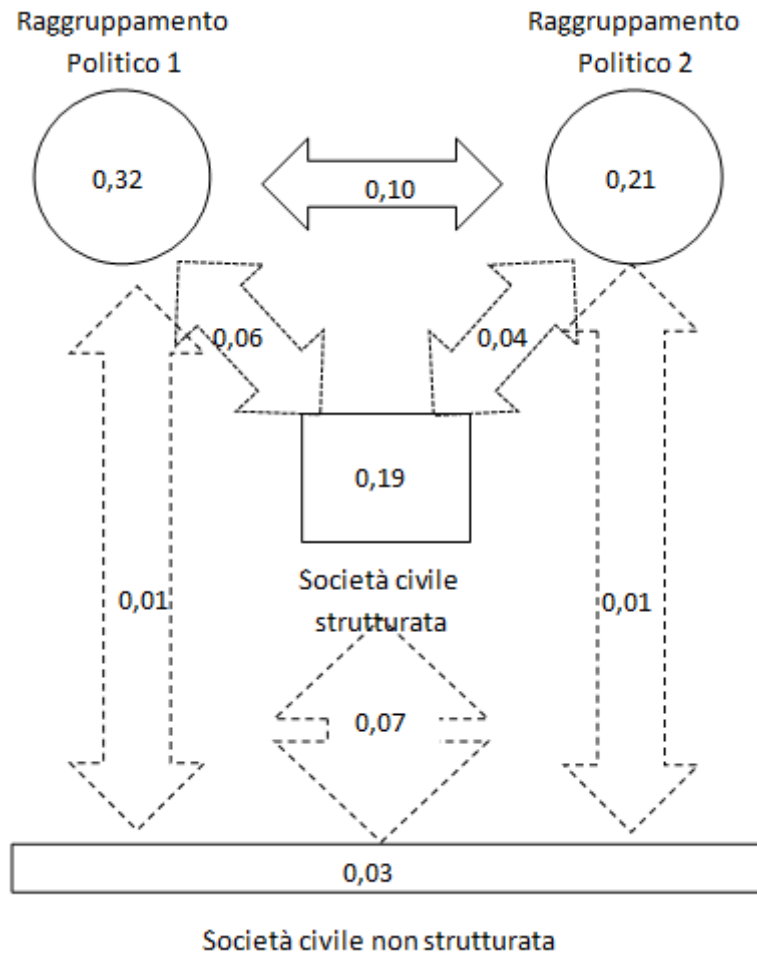 Raggruppamento
Politico 1
Raggruppamento
Politico 2
0,32
0,10
0,21
0,06
0,04
0,19
Società civile
strutturata
0,01
0,01
0,07
0,03
Società civile non strutturata